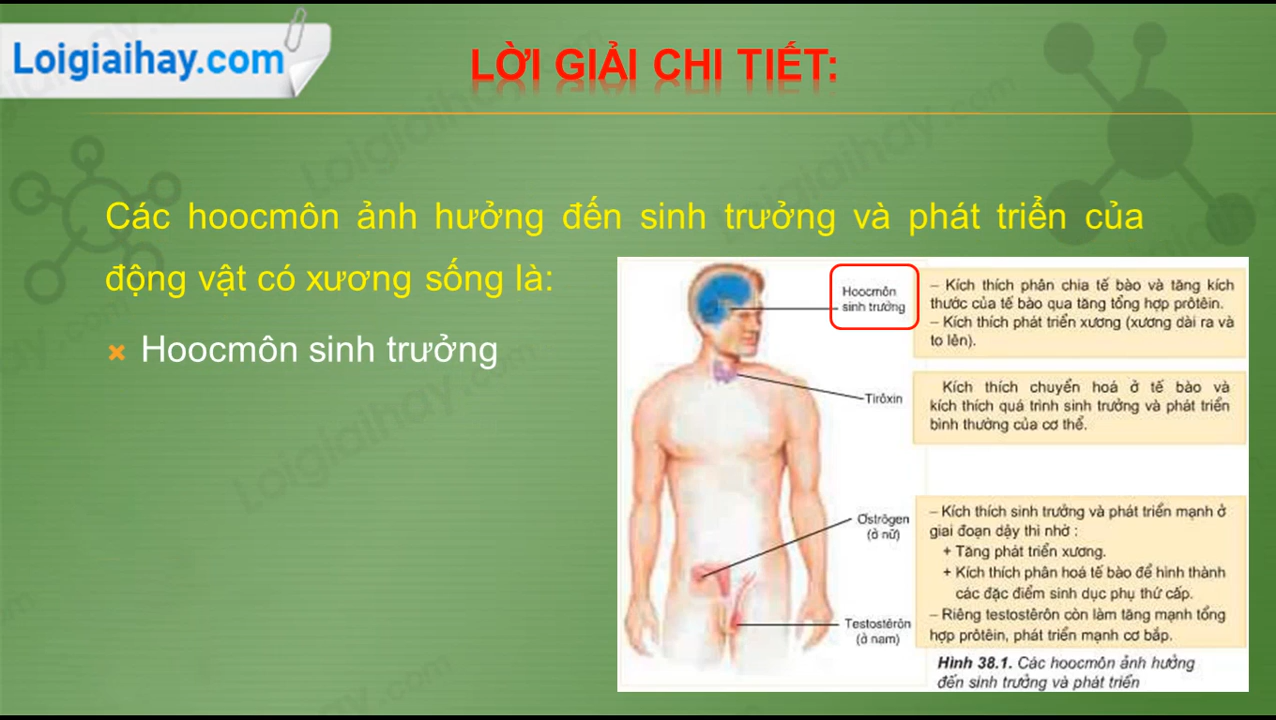 Loigiaihay.com
LỜI GIẢI CHI TIẾT:
Các hoocmôn ảnh hưởng đến sinh trưởng và phát triển của
động vật có xương sống là:
Hoocmôn sinh trưởng
Hoocmôn
sinh trưởng
– Kích thích phân chia tế bào và tăng kích
thước của tế bào qua tăng tổng hợp prôtêin.
– Kích thích phát triển xương (xương dài ra và
to lên).
Tirôxin
Kích thích chuyển hoá ở tế bào và
kích thích quá trình sinh trưởng và phát triển
bình thường của cơ thể.
Ơstrôgen
(ở nữ)
Testostêrôn
(ở nam)
– Kích thích sinh trưởng và phát triển mạnh ở
giai đoạn dậy thì nhờ :
+ Tăng phát triển xương.
+ Kích thích phân hoá tế bào để hình thành
các đặc điểm sinh dục phụ thứ cấp.
– Riêng testostêrôn còn làm tăng mạnh tổng
hợp prôtêin, phát triển mạnh cơ bắp.
Hình 38.1. Các hoocmôn ảnh hưởng
đến sinh trưởng và phát triển